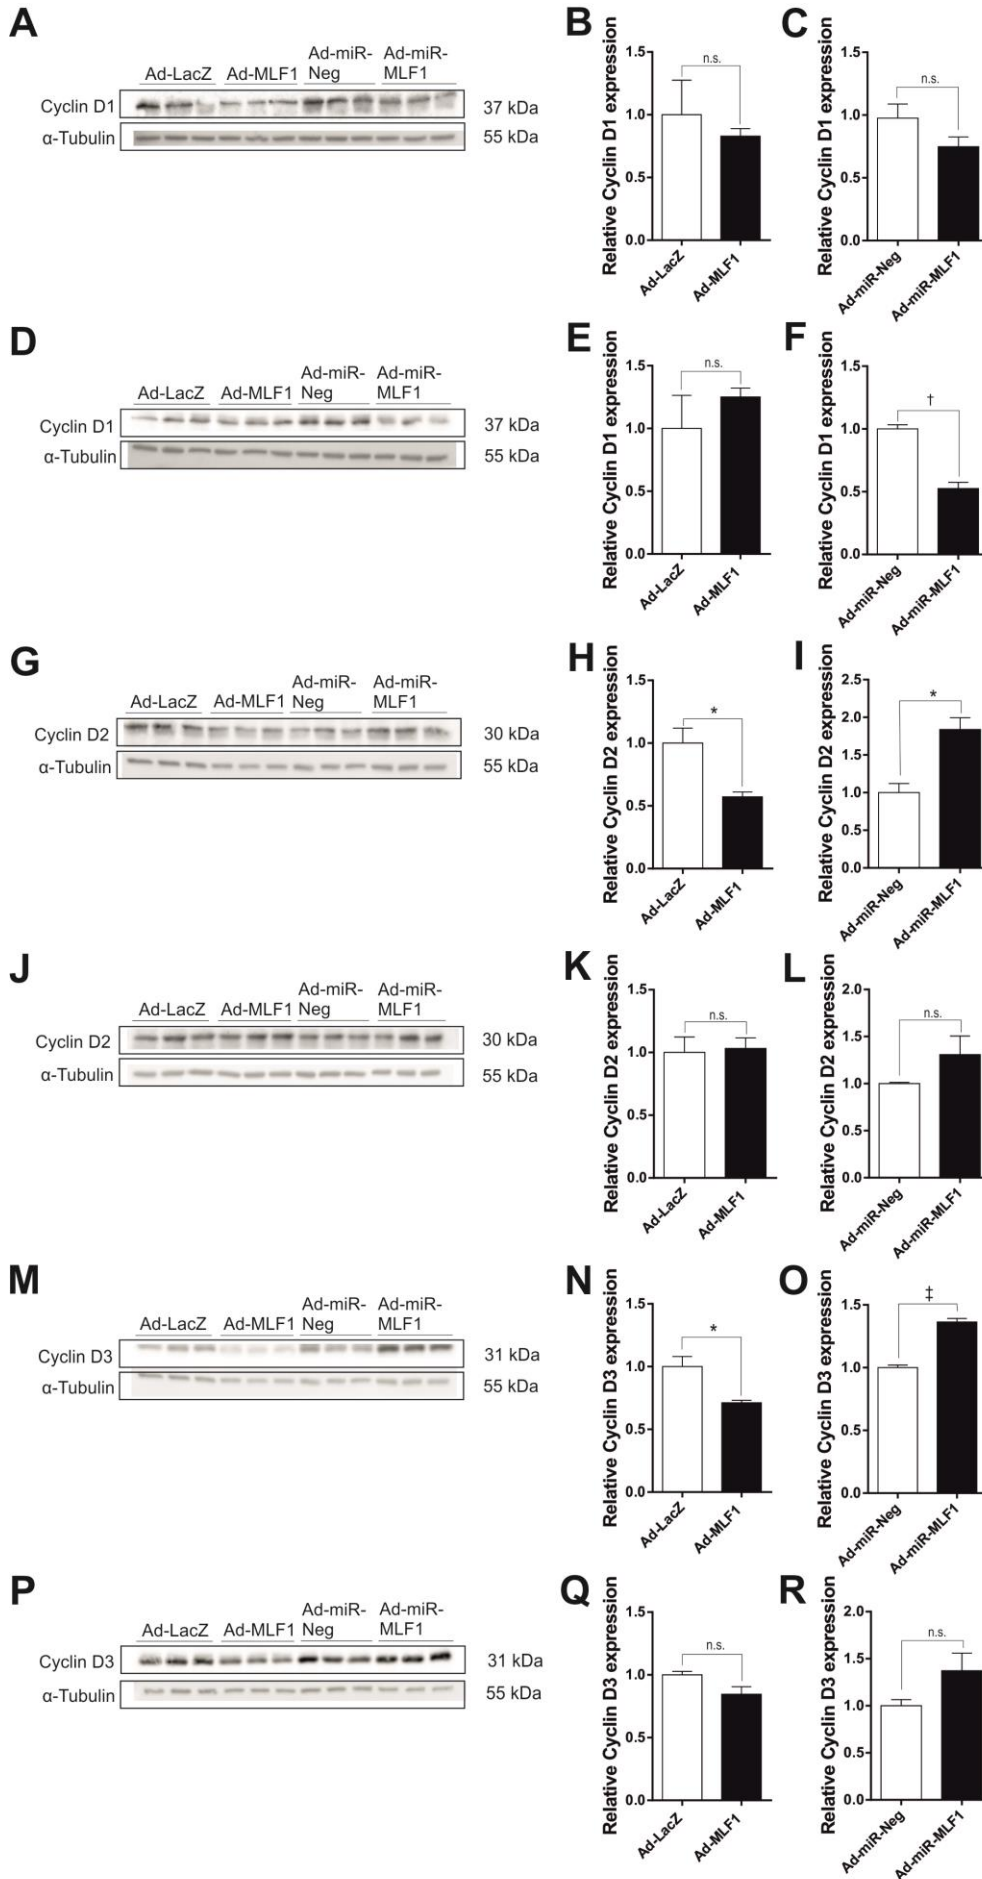 A
Ad-LacZ Ad-MLF1 Ad-miR-Neg Ad-miR-MLF1
Cyclin D1 37 kDa
α-Tubulin 55 kDa
B
Relative Cyclin D1 expression
1.5
1.0
0.5
0.0
n.s.
Ad-LacZ
Ad-MLF1
C
Relative Cyclin D1 expression
1.5
1.0
0.5
0.0
n.s.
Ad-miR-Neg
Ad-miR-MLF1
D
Ad-LacZ Ad-MLF1 Ad-miR-Neg Ad-miR-MLF1
Cyclin D1 37 kDa
α-Tubulin 55 kDa
E
Relative Cyclin D1 expression
1.5
1.0
0.5
0.0
n.s.
Ad-LacZ
Ad-MLF1
F
Relative Cyclin D1 expression
1.5
1.0
0.5
0.0
†
Ad-miR-Neg
Ad-miR-MLF1
G
Ad-LacZ Ad-MLF1 Ad-miR-Neg Ad-miR-MLF1
Cyclin D2 30 kDa
α-Tubulin 55 kDa
H
Relative Cyclin D2 expression
1.5
1.0
0.5
0.0
*
Ad-LacZ
Ad-MLF1
I
Relative Cyclin D2 expression
2.5
2.0
1.5
1.0
0.5
0.0
*
Ad-miR-Neg
Ad-miR-MLF1
J
Ad-LacZ Ad-MLF1 Ad-miR-Neg Ad-miR-MLF1
Cyclin D2 30 kDa
α-Tubulin 55 kDa
K
Relative Cyclin D2 expression
1.5
1.0
0.5
0.0
n.s.
Ad-LacZ
Ad-MLF1
L
Relative Cyclin D2 expression
2.0
1.5
1.0
0.5
0.0
n.s.
Ad-miR-Neg
Ad-miR-MLF1
M
Ad-LacZ Ad-MLF1 Ad-miR-Neg Ad-miR-MLF1
Cyclin D3 31 kDa
α-Tubulin 55 kDa
N
Relative Cyclin D3 expression
1.5
1.0
0.5
0.0
*
Ad-LacZ
Ad-MLF1
O
Relative Cyclin D3 expression
1.5
1.0
0.5
0.0
‡
Ad-miR-Neg
Ad-miR-MLF1
P
Ad-LacZ Ad-MLF1 Ad-miR-Neg Ad-miR-MLF1
Cyclin D3 31 kDa
α-Tubulin 55 kDa
Q
Relative Cyclin D3 expression
1.5
1.0
0.5
0.0
n.s.
Ad-LacZ
Ad-MLF1
R
Relative Cyclin D3 expression
2.0
1.5
1.0
0.5
0.0
n.s.
Ad-miR-Neg
Ad-miR-MLF1